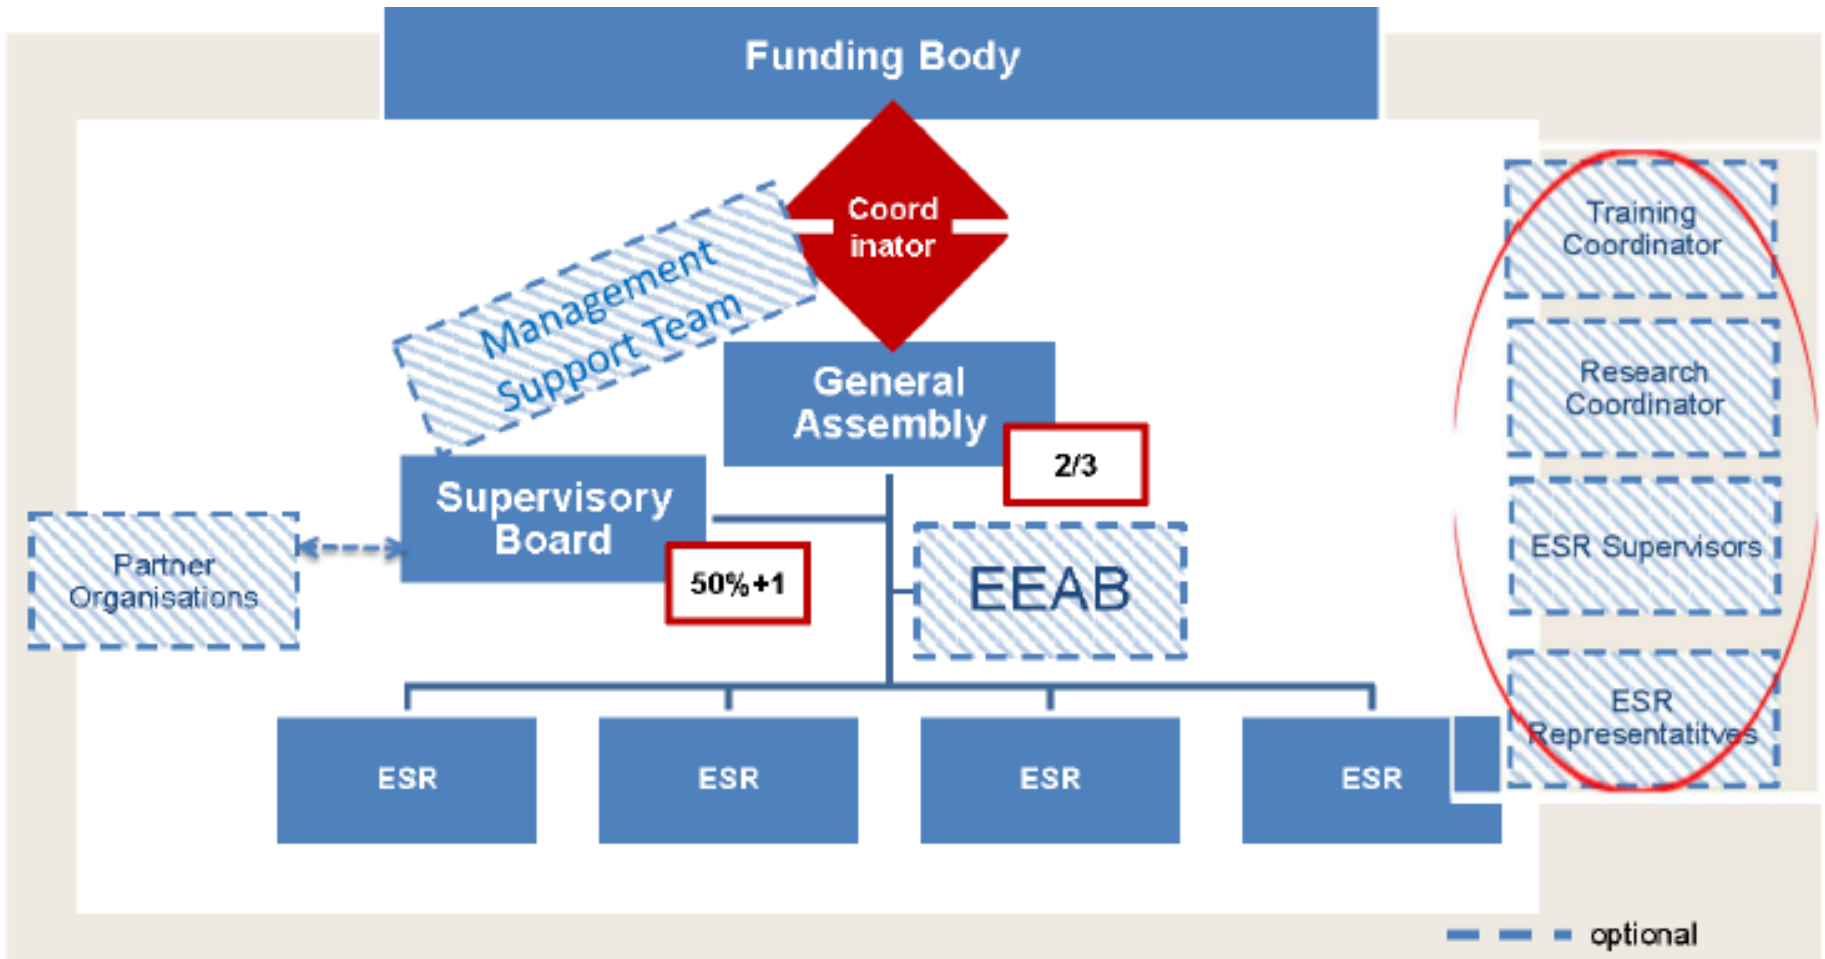 Funding Body
Coord
inator
Management
Support Team
General
Assembly
2/3
Supervisory
Board
50%+1
Partner
Organisations
EEAB
ESR
ESR
ESR
ESR
Training
Coordinator
Research
Coordinator
ESR Supervisors
ESR
Representatitves
optional